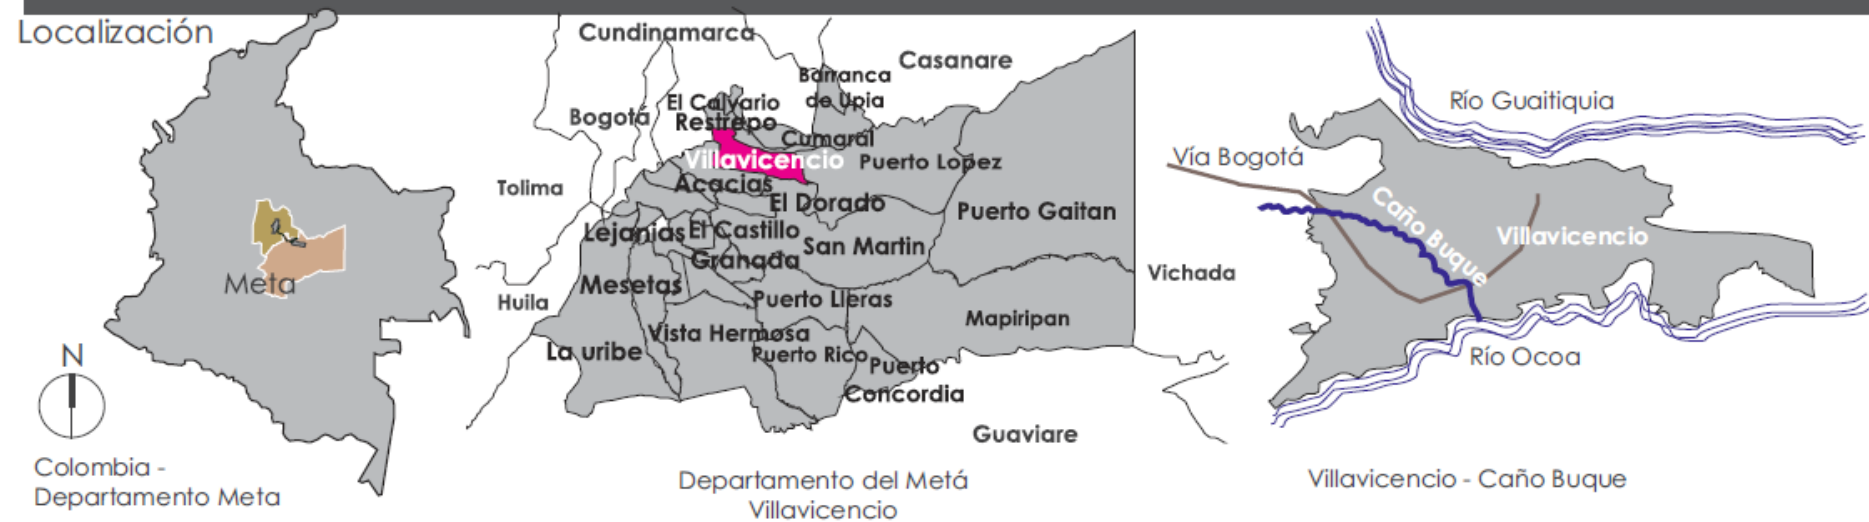 Localización
Meta
N
Colombia -
Departamento Meta
Cundinamarca
Casanare
Barranca
de Upia
El Calvario
Bogotá
Restrepo
Cumaral
Villavicencio
Puerto Lopez
Tolima
Acacias
El Dorado
Puerto Gaitan
Lejanias
El Castillo
San Martin
Granada
Vichada
Mesetas
Huila
Puerto Lleras
Mapiripan
Vista Hermosa
La uribe
Puerto Rico
Puerto
Concordia
Guaviare
Departamento del Metá
Villavicencio
Río Guaitiquia
Vía Bogotá
Caño Buque
Villavicencio
Río Ocoa
Villavicencio - Caño Buque